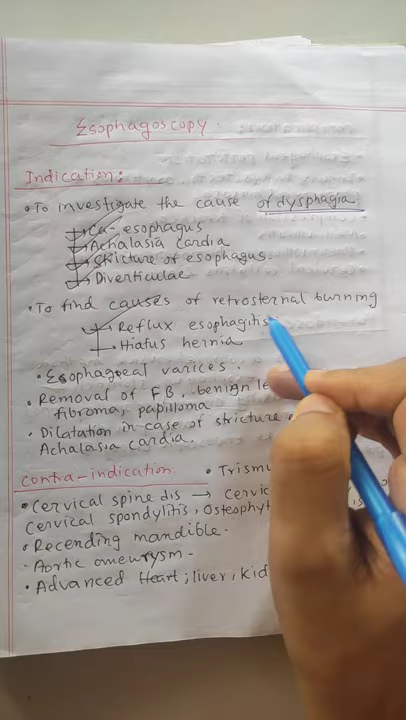 Esophagoscopy
Indication:
• To investigate the cause of dysphagia
Ca- esophagus
Achalasia cardia
Stricture of esophagus.
Diverticulae
• To find causes of retrosternal burning
Reflux esophagitis
Hiatus hernia
• Esophageal varices.
• Removal of FB, benign le
fibroma, papilloma
• Dilatation in case of stricture
Achalasia cardia.
Contra-indication. • Trismu
• Cervical spine dis → cervic
Cervical spondylitis, Osteophyt
• Recending mandible.
• Aortic aneurysm.
• Advanced Heart, liver, kid